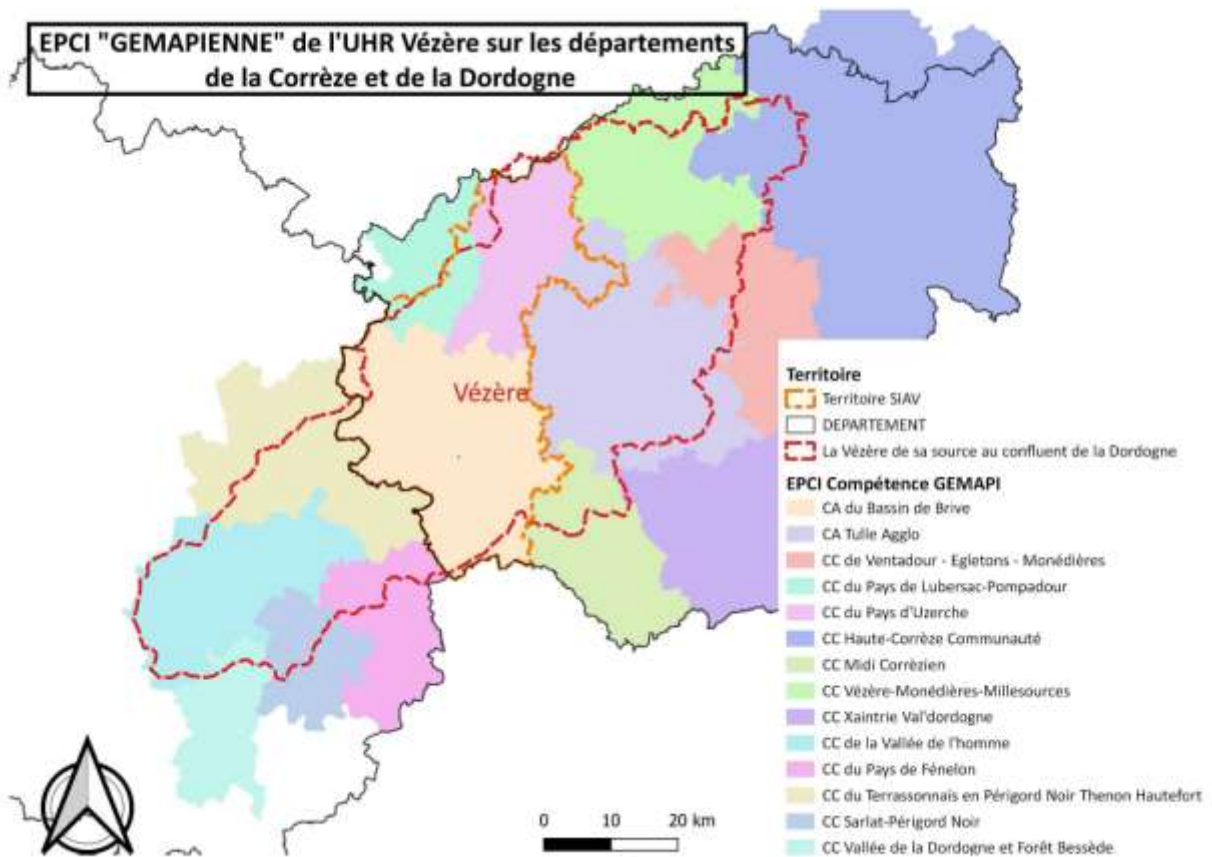 EPCI "GEMAPIENNE" de l'UHR Vézère sur les départements
de la Corrèze et de la Dordogne
Vézère
Territoire
Territoire SIAV
DEPARTEMENT
La Vézère de sa source au confluent de la Dordogne
EPCI Compétence GEMAPI
CA du Bassin de Brive
CA Tulle Agglo
CC de Ventadour - Egletons - Monédières
CC du Pays de Lubersac-Pompadour
CC du Pays d'Uzerche
CC Haute-Corrèze Communauté
CC Midi Corrèzien
CC Vézère-Monédières-Millesources
CC Xaintrie Val'dordogne
CC de la Vallée de l'homme
CC du Pays de Fénelon
CC du Terrassonnais en Périgord Noir Thenon Hautefort
CC Sarlat-Périgord Noir
CC Vallée de la Dordogne et Forêt Bessède
0 10 20 km